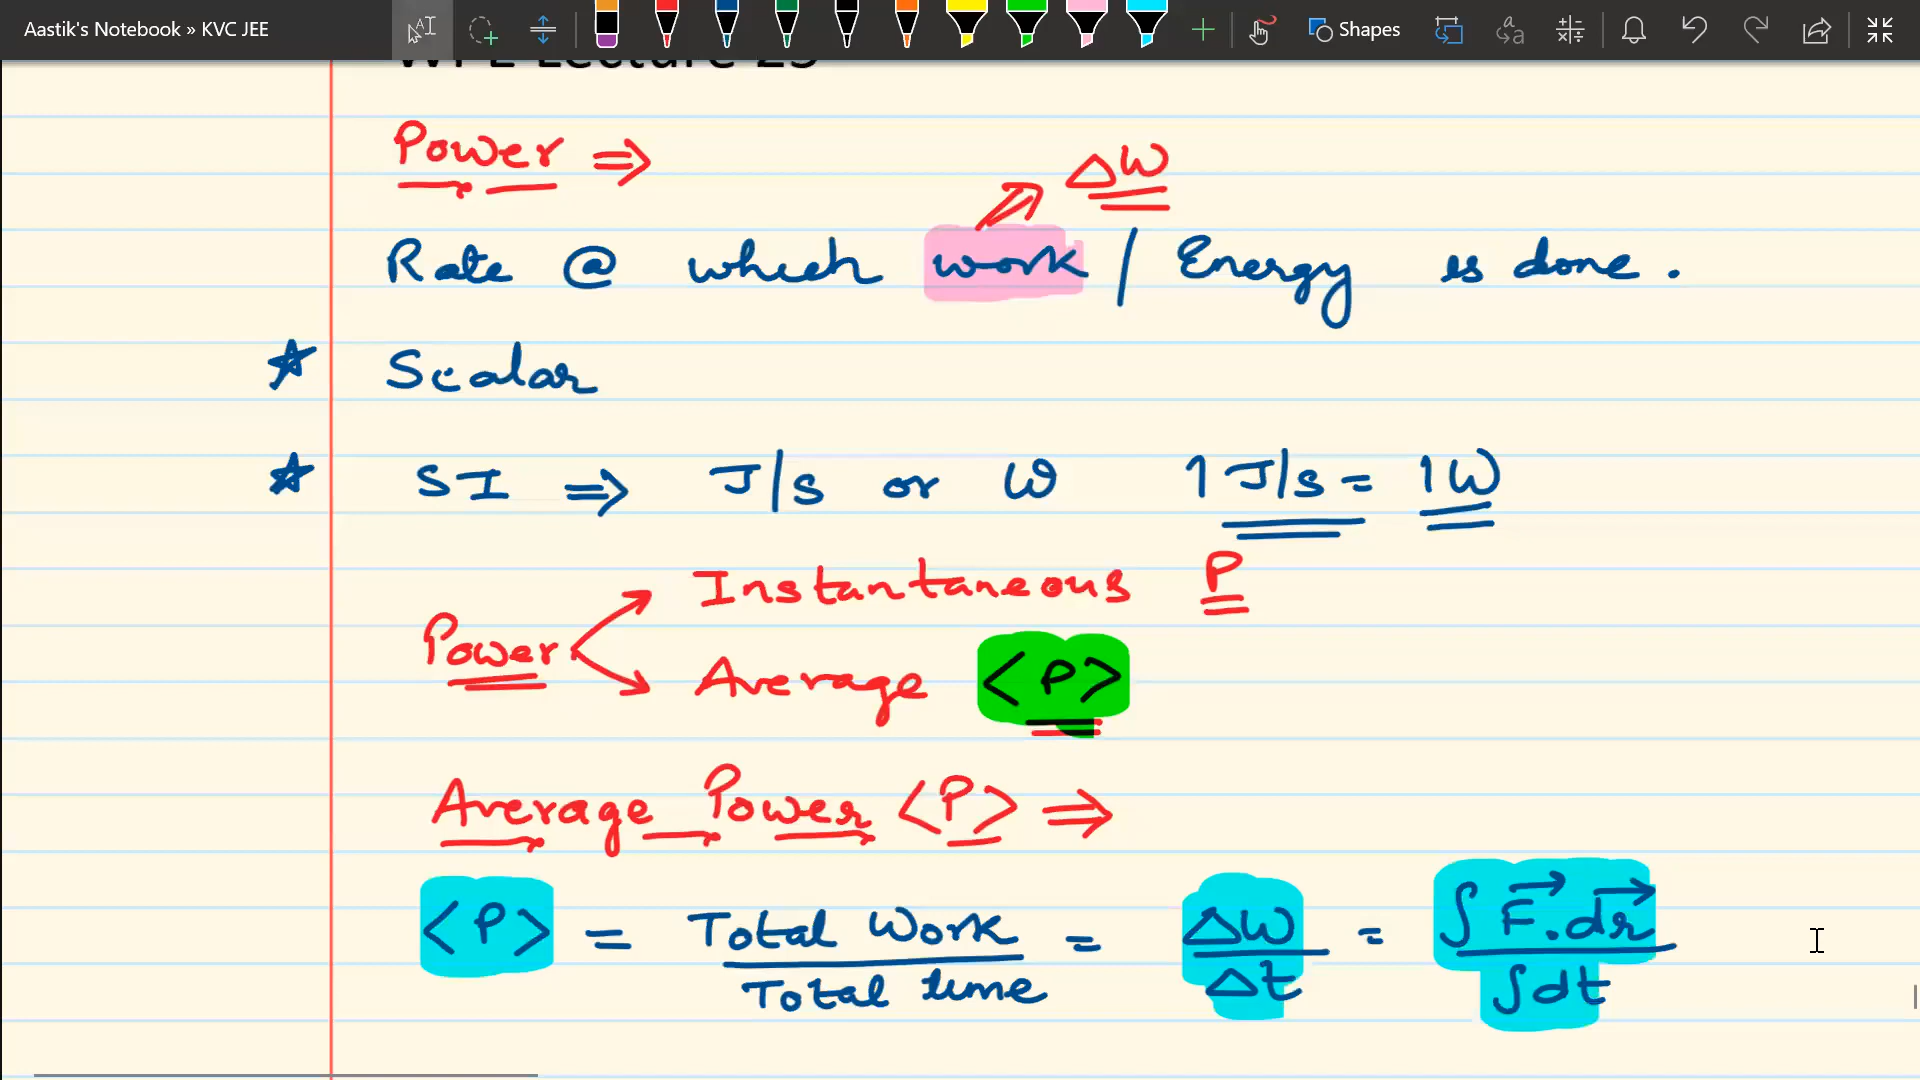 Aastik's Notebook » KVC JEE
Shapes
Power ⇒
ΔW
Rate @ which work / Energy is done.
★ Scalar
★ SI ⇒ J/s or W 1 J/s = 1W
Instantaneous P
Power
Average <P>
Average Power <P> ⇒
<P> = Total Work / Total time = ΔW / Δt = ∫ F⃗ . d⃗r / ∫ dt